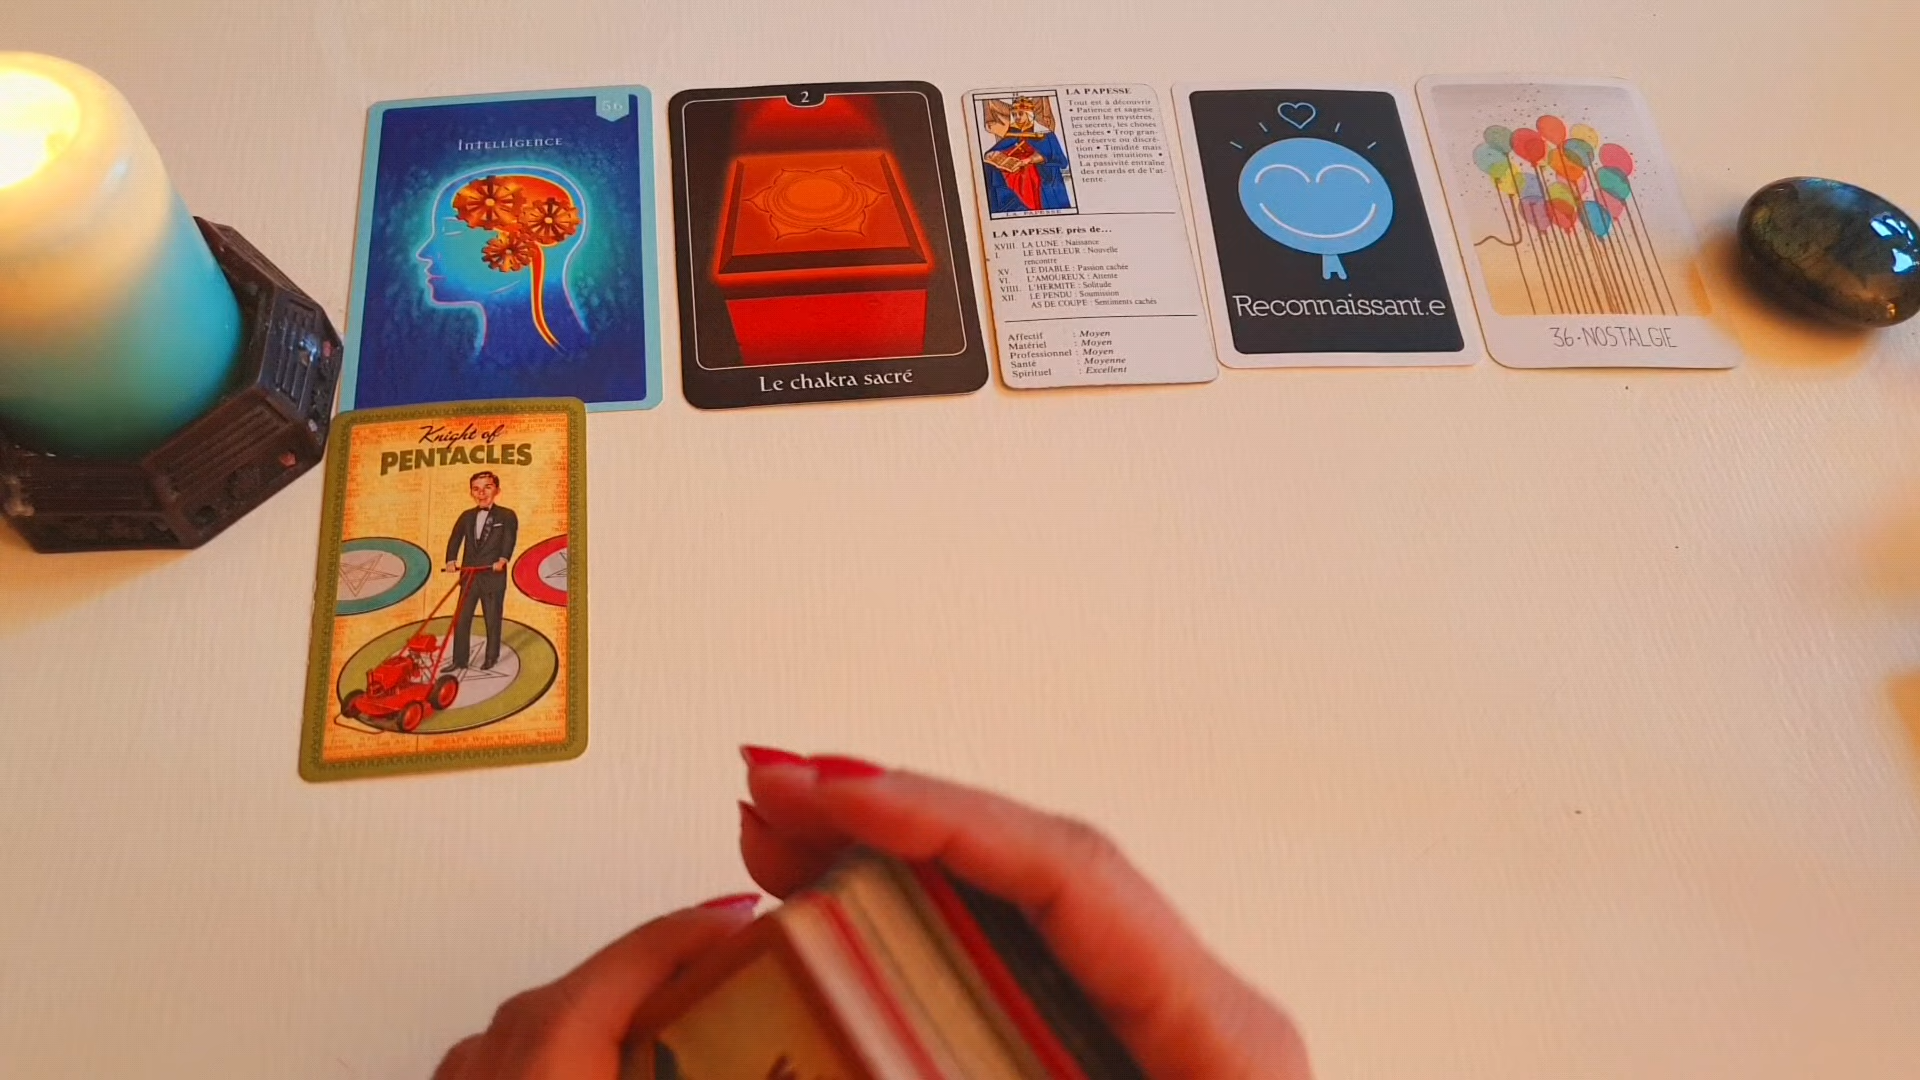 56
INTELLIGENCE
2
Le chakra sacré
II
LA PAPESSE
Tout est à découvrir
• Patience et sagesse
percent les mystères,
les secrets, les choses
cachées • Trop gran-
de réserve ou discré-
tion • Timidité mais
bonnes intuitions •
La passivité entraîne
des retards et de l'at-
tente.
LA PAPESSE
LA PAPESSE près de...
XVIII. LA LUNE : Naissance
I. LE BATELEUR : Nouvelle
rencontre
XV. LE DIABLE : Passion cachée
VI. L'AMOUREUX : Attente
VIIII. L'HERMITE : Solitude
XII. LE PENDU : Soumission
AS DE COUPE : Sentiments cachés
Affectif : Moyen
Matériel : Moyen
Professionnel : Moyen
Santé : Moyenne
Spirituel : Excellent
Reconnaissant.e
36·NOSTALGIE
Knight of
PENTACLES